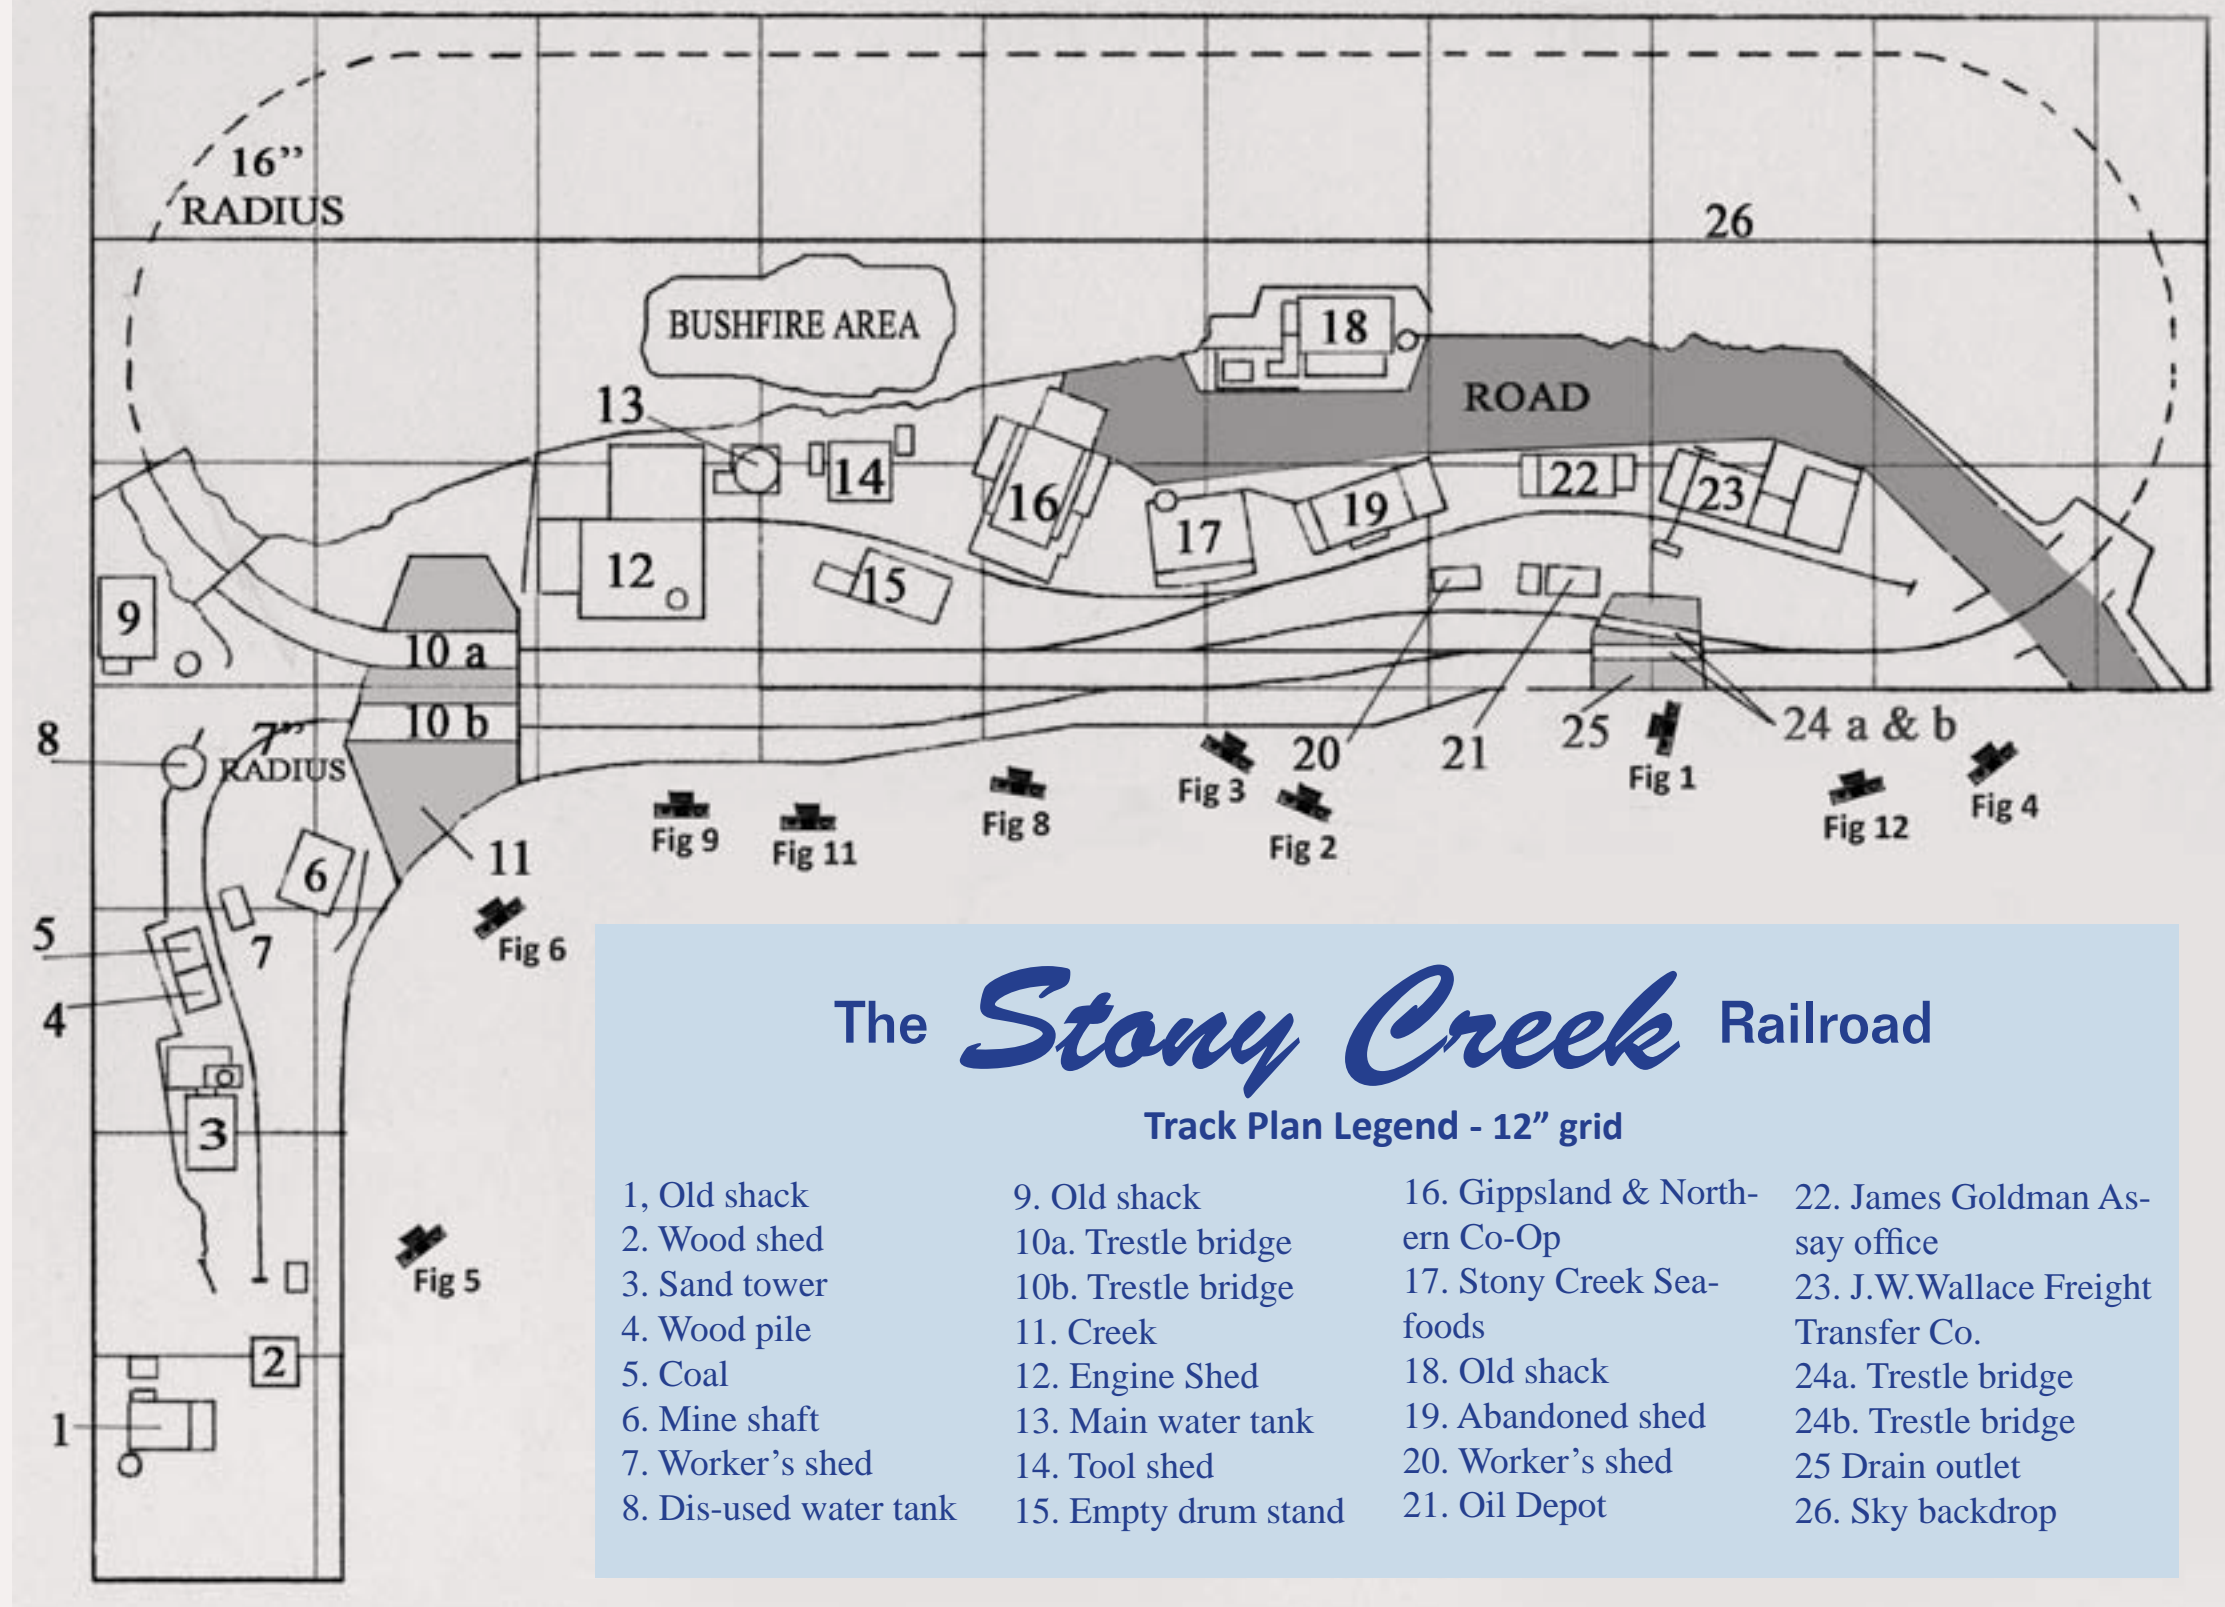 16”
RADIUS
26
BUSHFIRE AREA
18
ROAD
13
14
16
22
23
19
17
12
15
9
10 a
8
7”
RADIUS
10 b
20
21
25
24 a & b
Fig 3
Fig 1
Fig 4
Fig 8
Fig 12
Fig 9
Fig 11
Fig 2
11
6
5
7
Fig 6
4
3
Fig 5
2
1
The Stony Creek Railroad
Track Plan Legend - 12” grid
1, Old shack
2. Wood shed
3. Sand tower
4. Wood pile
5. Coal
6. Mine shaft
7. Worker’s shed
8. Dis-used water tank
9. Old shack
10a. Trestle bridge
10b. Trestle bridge
11. Creek
12. Engine Shed
13. Main water tank
14. Tool shed
15. Empty drum stand
16. Gippsland & North-
ern Co-Op
17. Stony Creek Sea-
foods
18. Old shack
19. Abandoned shed
20. Worker’s shed
21. Oil Depot
22. James Goldman As-
say office
23. J.W.Wallace Freight
Transfer Co.
24a. Trestle bridge
24b. Trestle bridge
25 Drain outlet
26. Sky backdrop